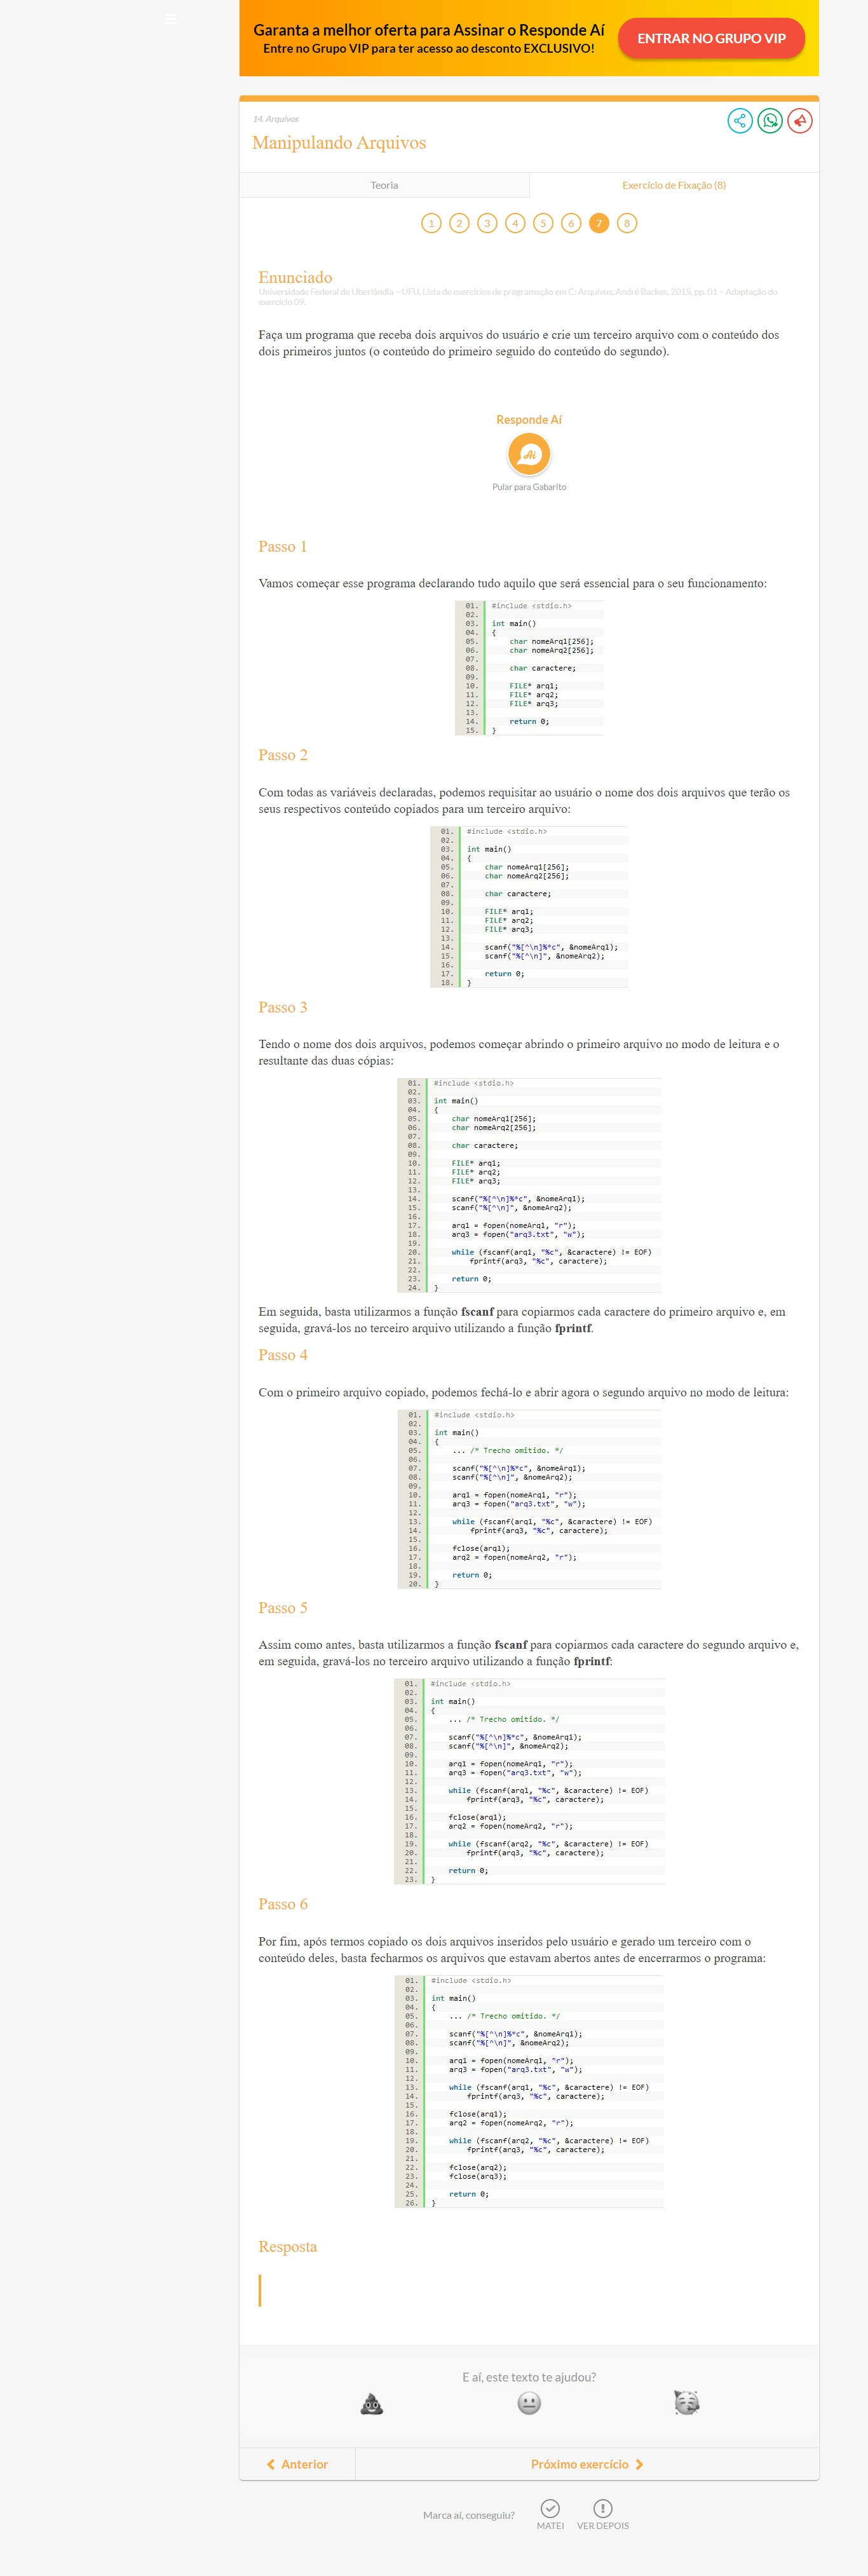 Garanta a melhor oferta para Assinar o Responde Aí
Entre no Grupo VIP para ter acesso ao desconto EXCLUSIVO!
ENTRAR NO GRUPO VIP
14. Arquivos
Manipulando Arquivos
Teoria
Exercício de Fixação (8)
1 2 3 4 5 6 7 8
Enunciado
Universidade Federal de Uberlândia – UFU, Lista de exercícios de programação em C: Arquivos, André Backes, 2015, pp. 01 – Adaptação do
exercício 09.
Faça um programa que receba dois arquivos do usuário e crie um terceiro arquivo com o conteúdo dos
dois primeiros juntos (o conteúdo do primeiro seguido do conteúdo do segundo).
Responde Aí
Aí
Pular para Gabarito
Passo 1
Vamos começar esse programa declarando tudo aquilo que será essencial para o seu funcionamento:
01. #include <stdio.h>
02.
03. int main()
04. {
05. char nomeArq1[256];
06. char nomeArq2[256];
07.
08. char caractere;
09.
10. FILE* arq1;
11. FILE* arq2;
12. FILE* arq3;
13.
14. return 0;
15. }
Passo 2
Com todas as variáveis declaradas, podemos requisitar ao usuário o nome dos dois arquivos que terão os
seus respectivos conteúdo copiados para um terceiro arquivo:
01. #include <stdio.h>
02.
03. int main()
04. {
05. char nomeArq1[256];
06. char nomeArq2[256];
07.
08. char caractere;
09.
10. FILE* arq1;
11. FILE* arq2;
12. FILE* arq3;
13.
14. scanf("%[^\n]%*c", &nomeArq1);
15. scanf("%[^\n]", &nomeArq2);
16.
17. return 0;
18. }
Passo 3
Tendo o nome dos dois arquivos, podemos começar abrindo o primeiro arquivo no modo de leitura e o
resultante das duas cópias:
01. #include <stdio.h>
02.
03. int main()
04. {
05. char nomeArq1[256];
06. char nomeArq2[256];
07.
08. char caractere;
09.
10. FILE* arq1;
11. FILE* arq2;
12. FILE* arq3;
13.
14. scanf("%[^\n]%*c", &nomeArq1);
15. scanf("%[^\n]", &nomeArq2);
16.
17. arq1 = fopen(nomeArq1, "r");
18. arq3 = fopen("arq3.txt", "w");
19.
20. while (fscanf(arq1, "%c", &caractere) != EOF)
21. fprintf(arq3, "%c", caractere);
22.
23. return 0;
24. }
Em seguida, basta utilizarmos a função fscanf para copiarmos cada caractere do primeiro arquivo e, em
seguida, gravá-los no terceiro arquivo utilizando a função fprintf.
Passo 4
Com o primeiro arquivo copiado, podemos fechá-lo e abrir agora o segundo arquivo no modo de leitura:
01. #include <stdio.h>
02.
03. int main()
04. {
05. ... /* Trecho omitido. */
06.
07. scanf("%[^\n]%*c", &nomeArq1);
08. scanf("%[^\n]", &nomeArq2);
09.
10. arq1 = fopen(nomeArq1, "r");
11. arq3 = fopen("arq3.txt", "w");
12.
13. while (fscanf(arq1, "%c", &caractere) != EOF)
14. fprintf(arq3, "%c", caractere);
15.
16. fclose(arq1);
17. arq2 = fopen(nomeArq2, "r");
18.
19. return 0;
20. }
Passo 5
Assim como antes, basta utilizarmos a função fscanf para copiarmos cada caractere do segundo arquivo e,
em seguida, gravá-los no terceiro arquivo utilizando a função fprintf:
01. #include <stdio.h>
02.
03. int main()
04. {
05. ... /* Trecho omitido. */
06.
07. scanf("%[^\n]%*c", &nomeArq1);
08. scanf("%[^\n]", &nomeArq2);
09.
10. arq1 = fopen(nomeArq1, "r");
11. arq3 = fopen("arq3.txt", "w");
12.
13. while (fscanf(arq1, "%c", &caractere) != EOF)
14. fprintf(arq3, "%c", caractere);
15.
16. fclose(arq1);
17. arq2 = fopen(nomeArq2, "r");
18.
19. while (fscanf(arq2, "%c", &caractere) != EOF)
20. fprintf(arq3, "%c", caractere);
21.
22. return 0;
23. }
Passo 6
Por fim, após termos copiado os dois arquivos inseridos pelo usuário e gerado um terceiro com o
conteúdo deles, basta fecharmos os arquivos que estavam abertos antes de encerrarmos o programa:
01. #include <stdio.h>
02.
03. int main()
04. {
05. ... /* Trecho omitido. */
06.
07. scanf("%[^\n]%*c", &nomeArq1);
08. scanf("%[^\n]", &nomeArq2);
09.
10. arq1 = fopen(nomeArq1, "r");
11. arq3 = fopen("arq3.txt", "w");
12.
13. while (fscanf(arq1, "%c", &caractere) != EOF)
14. fprintf(arq3, "%c", caractere);
15.
16. fclose(arq1);
17. arq2 = fopen(nomeArq2, "r");
18.
19. while (fscanf(arq2, "%c", &caractere) != EOF)
20. fprintf(arq3, "%c", caractere);
21.
22. fclose(arq2);
23. fclose(arq3);
24.
25. return 0;
26. }
Resposta
E aí, este texto te ajudou?
Anterior
Próximo exercício
Marca aí, conseguiu?
MATEI
VER DEPOIS